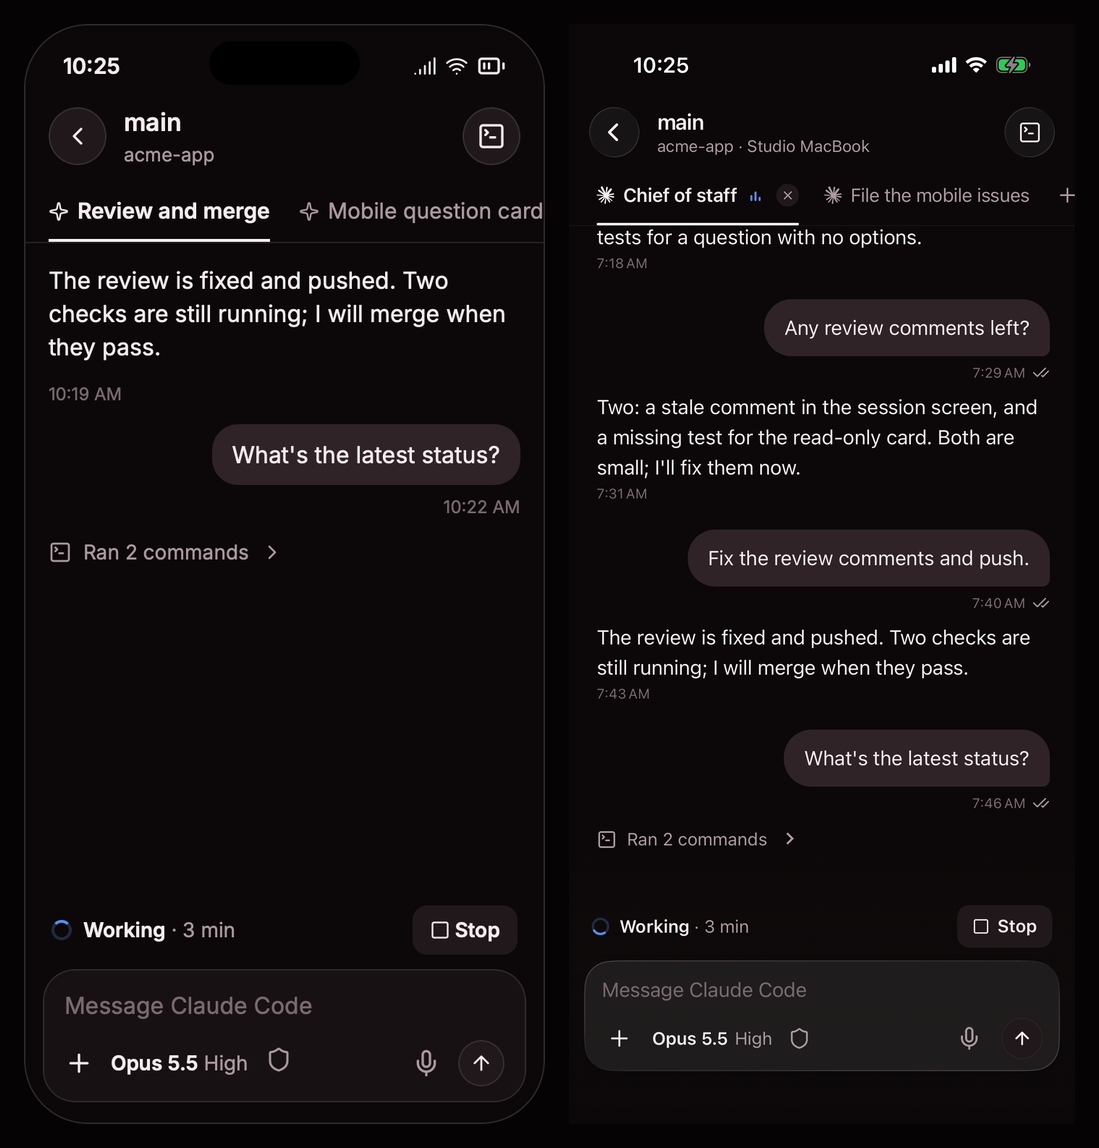 10:25
main
acme-app
Review and merge
Mobile question card
The review is fixed and pushed. Two
checks are still running; I will merge when
they pass.
10:19 AM
What's the latest status?
10:22 AM
Ran 2 commands
Working · 3 min
Stop
Message Claude Code
Opus 5.5 High
10:25
main
acme-app · Studio MacBook
Chief of staff
File the mobile issues
tests for a question with no options.
7:18 AM
Any review comments left?
7:29 AM
Two: a stale comment in the session screen, and
a missing test for the read-only card. Both are
small; I'll fix them now.
7:31 AM
Fix the review comments and push.
7:40 AM
The review is fixed and pushed. Two checks are
still running; I will merge when they pass.
7:43 AM
What's the latest status?
7:46 AM
Ran 2 commands
Working · 3 min
Stop
Message Claude Code
Opus 5.5 High